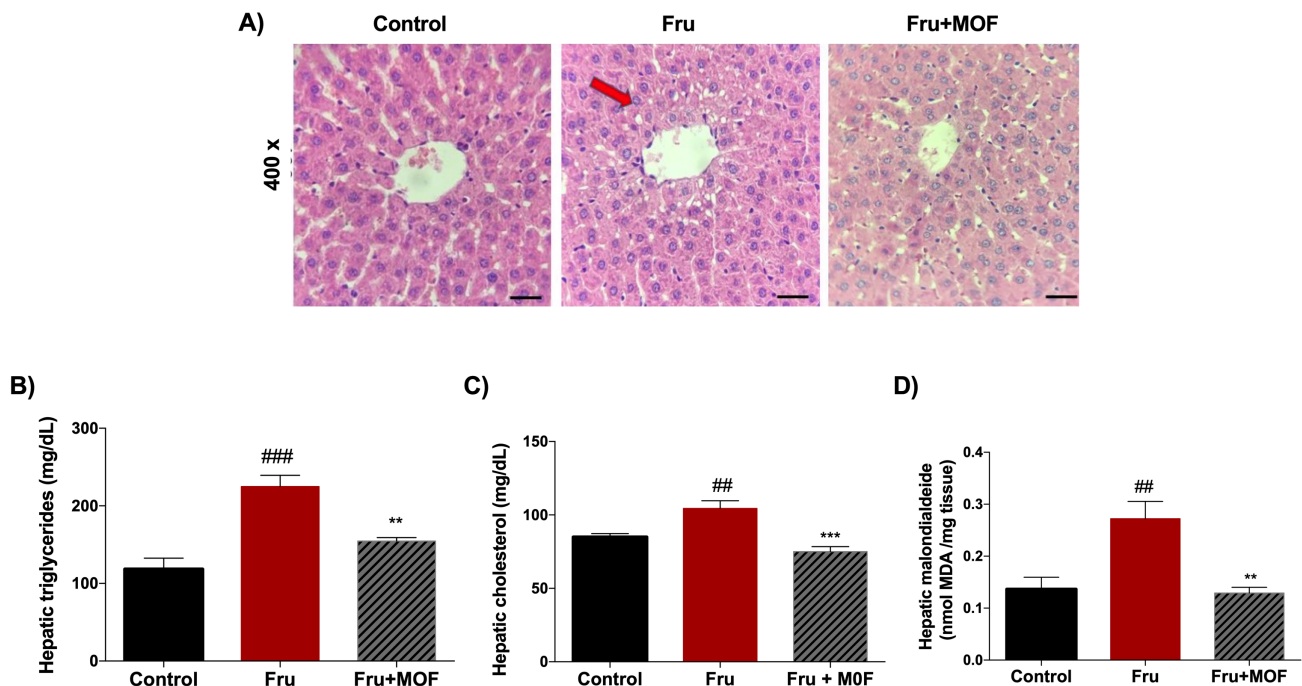 A)
Control
Fru
Fru+MOF
400 x
B)
Hepatic triglycerides (mg/dL)
300
200
100
0
###
**
Control
Fru
Fru+MOF
C)
Hepatic cholesterol (mg/dL)
150
100
50
0
##
***
Control
Fru
Fru + M0F
D)
Hepatic malondialdeide
(nmol MDA /mg tissue)
0.4
0.3
0.2
0.1
0.0
##
**
Control
Fru
Fru+MOF